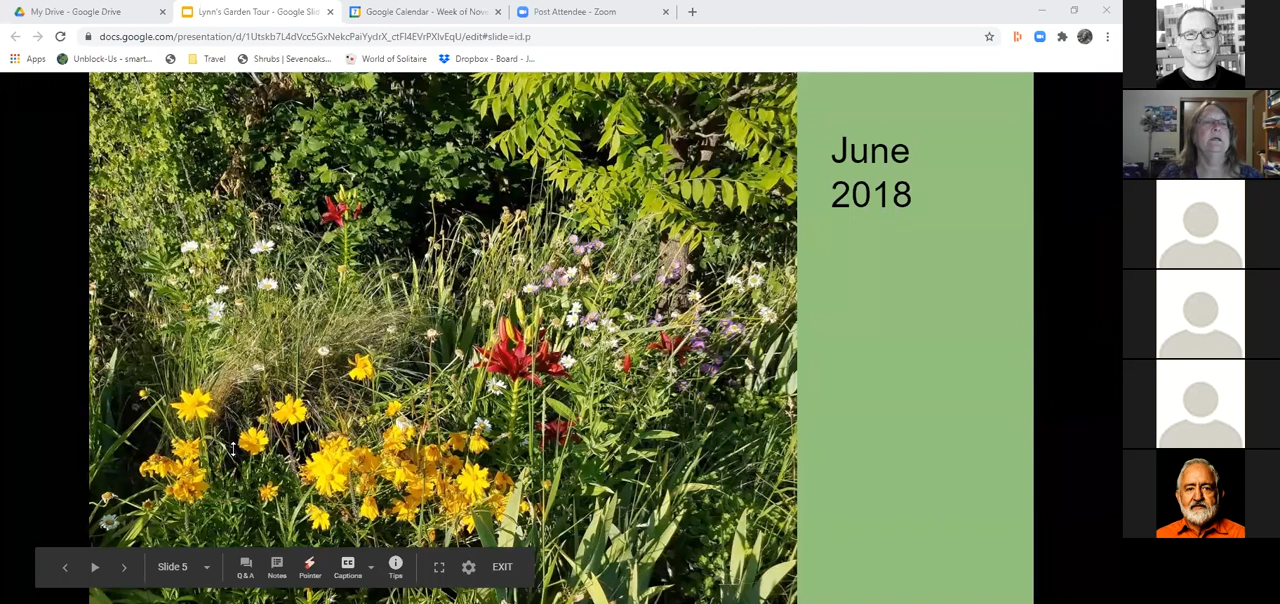 My Drive - Google Drive
Lynn's Garden Tour - Google Slid
Google Calendar - Week of Nove
Post Attendee - Zoom
docs.google.com/presentation/d/1Utskb7L4dVcc5GxNekcPaiYydrX_ctFl4EVrPXlvEqU/edit#slide=id.p
Apps
Unblock-Us - smart...
Travel
Shrubs | Sevenoaks...
World of Solitaire
Dropbox - Board - J...
June
2018
Slide 5
Q&A
Notes
Pointer
Captions
Tips
EXIT